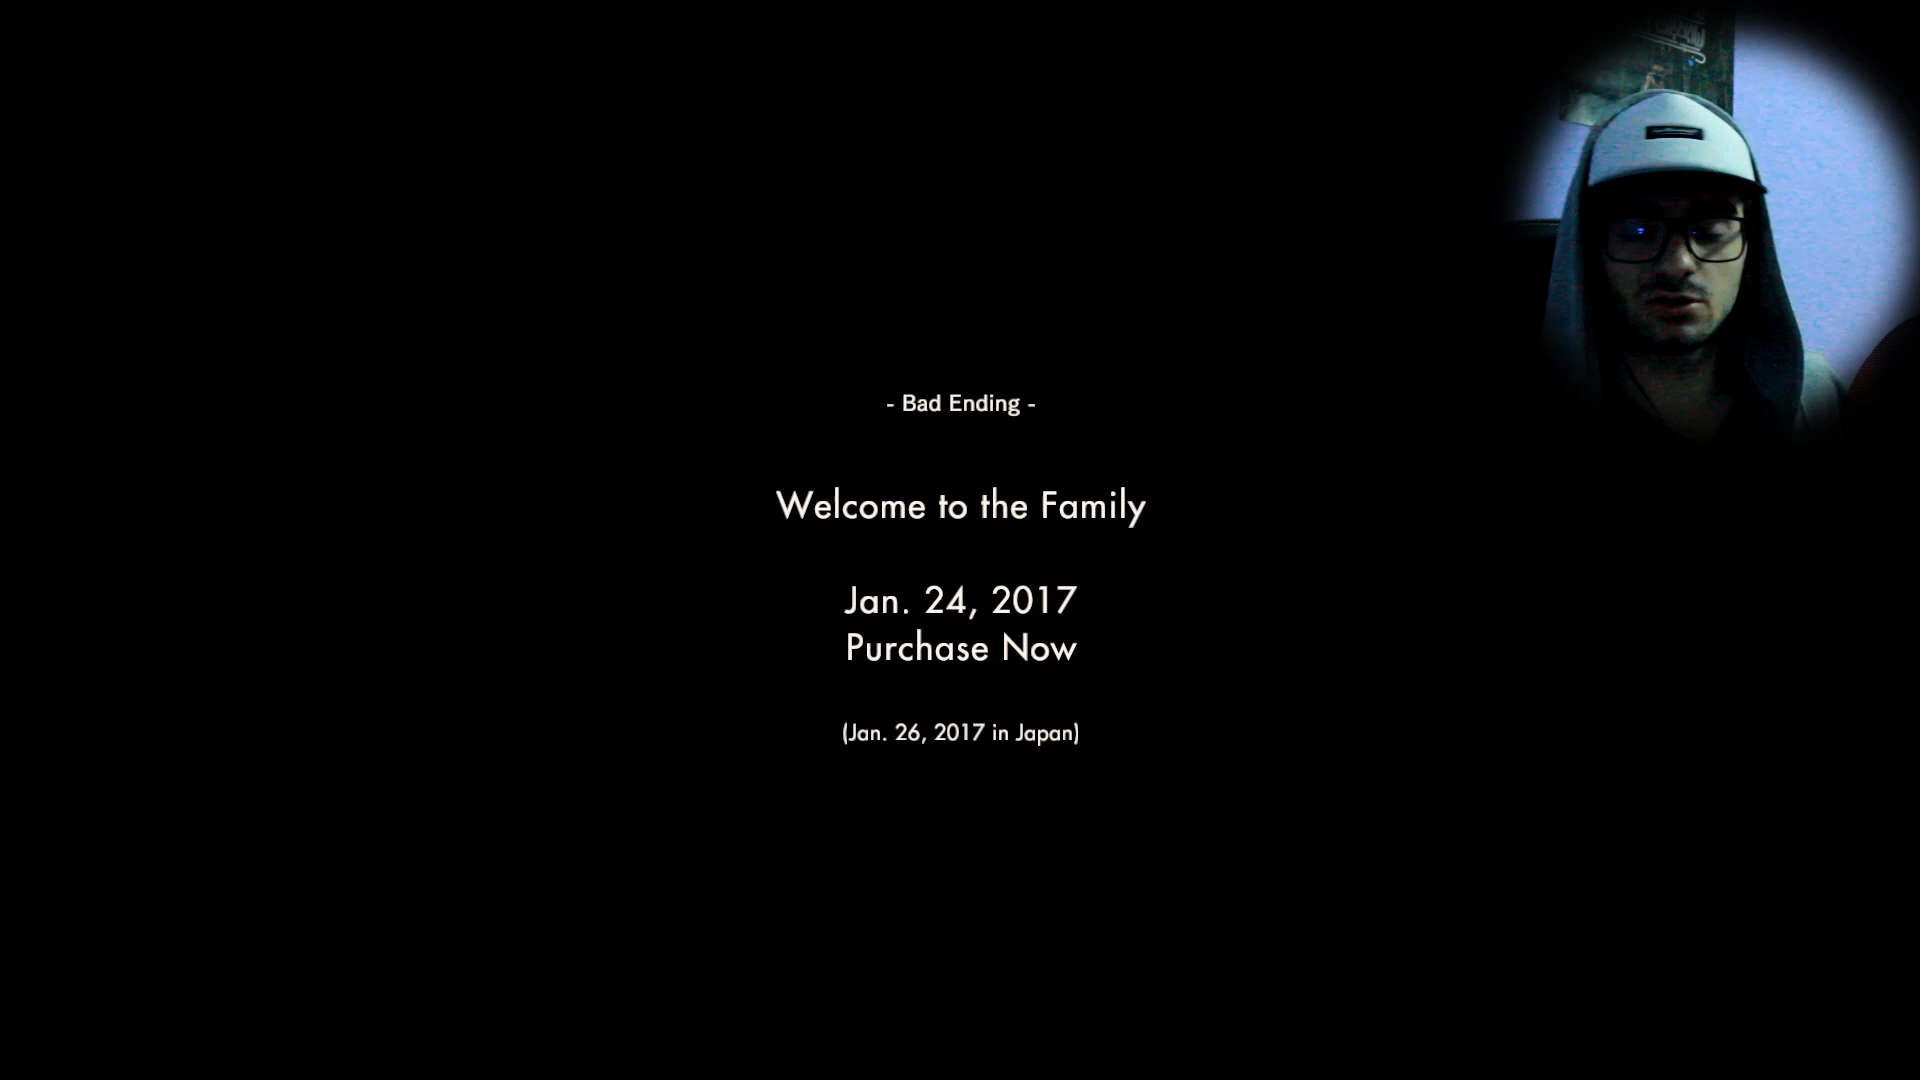 - Bad Ending -
Welcome to the Family
Jan. 24, 2017
Purchase Now
(Jan. 26, 2017 in Japan)